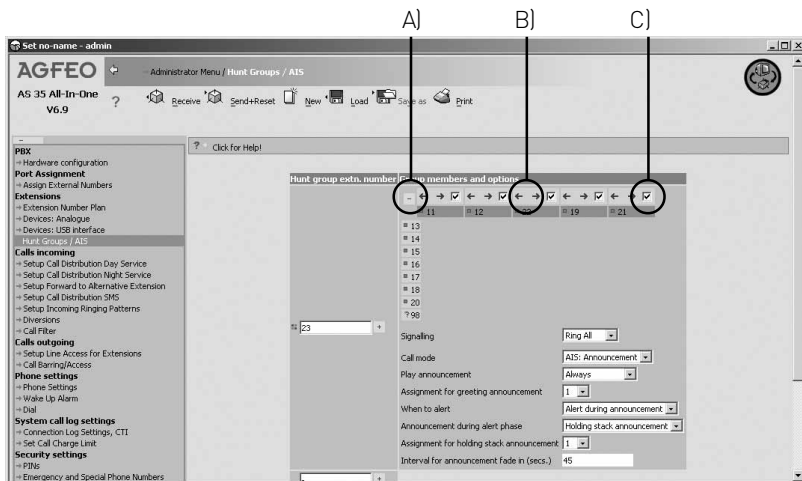 A) B) C)
Set no-name - admin
AGFEO
Administrator Menu / Hunt Groups / AIS
AS 35 All-In-One
V6.9
? Receive Send+Reset New Load Save as Print
PBX
Hardware configuration
Port Assignment
Assign External Numbers
Extensions
Extension Number Plan
Devices: Analogue
Devices: USB interface
Hunt Groups / AIS
Calls incoming
Setup Call Distribution Day Service
Setup Call Distribution Night Service
Setup Forward to Alternative Extension
Setup Call Distribution SMS
Setup Incoming Ringing Patterns
Diversions
Call Filter
Calls outgoing
Setup Line Access for Extensions
Call Barring/Access
Phone settings
Phone Settings
Wake Up Alarm
Dial
System call log settings
Connection Log Settings, CTI
Set Call Charge Limit
Security settings
PINs
Emergency and Special Phone Numbers
? Click for Help!
Hunt group extn. number Group members and options
11 12 22 19 21
13
14
15
16
17
18
20
?98
23 +
Signalling Ring All
Call mode AIS: Announcement
Play announcement Always
Assignment for greeting announcement 1
When to alert Alert during announcement
Announcement during alert phase Holding stack announcement
Assignment for holding stack announcement 1
Interval for announcement fade in (secs.) 45
- +